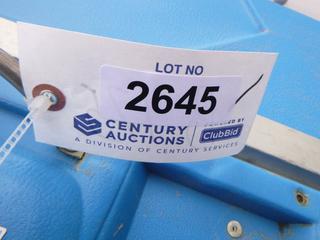 LOT NO
2645
CENTURY
AUCTIONS
A DIVISION OF CENTURY SERVICES
ClubBid